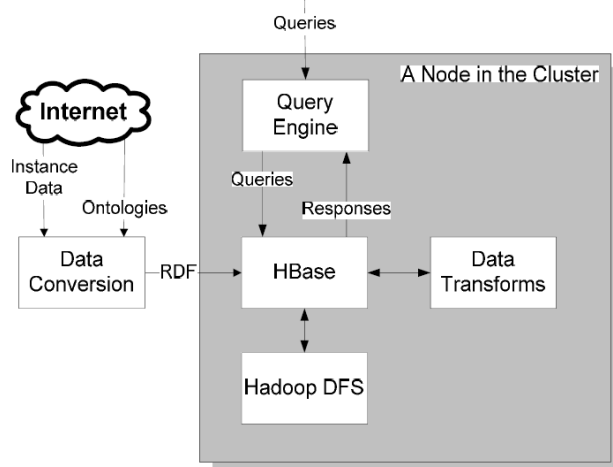 Queries
A Node in the Cluster
Internet
Query
Engine
Instance
Data
Ontologies
Queries
Responses
Data
Conversion
RDF
HBase
Data
Transforms
Hadoop DFS